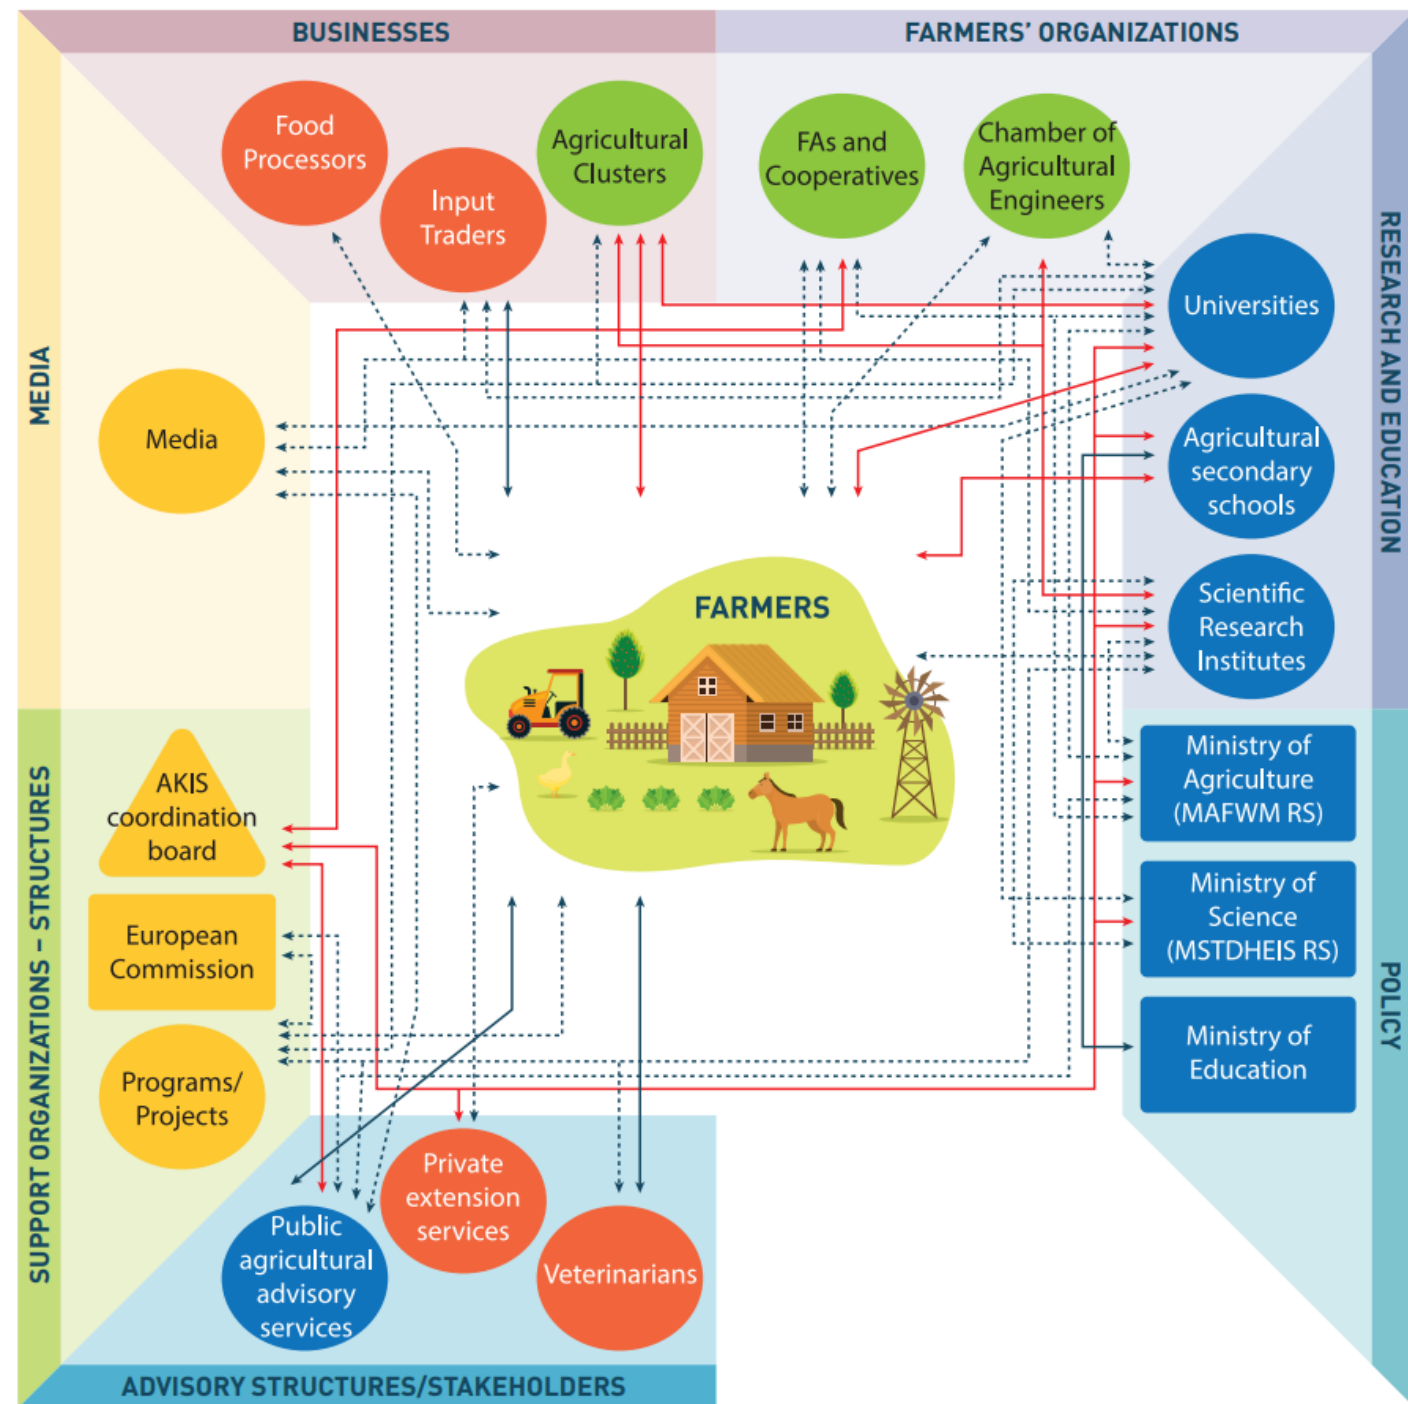 BUSINESSES
FARMERS’ ORGANIZATIONS
Food
Processors
Input
Traders
Agricultural
Clusters
FAs and
Cooperatives
Chamber of
Agricultural
Engineers
MEDIA
Media
RESEARCH AND EDUCATION
Universities
Agricultural
secondary
schools
Scientific
Research
Institutes
FARMERS
SUPPORT ORGANIZATIONS – STRUCTURES
AKIS
coordination
board
European
Commission
Programs/
Projects
POLICY
Ministry of
Agriculture
(MAFWM RS)
Ministry of
Science
(MSTDHEIS RS)
Ministry of
Education
Public
agricultural
advisory
services
Private
extension
services
Veterinarians
ADVISORY STRUCTURES/STAKEHOLDERS